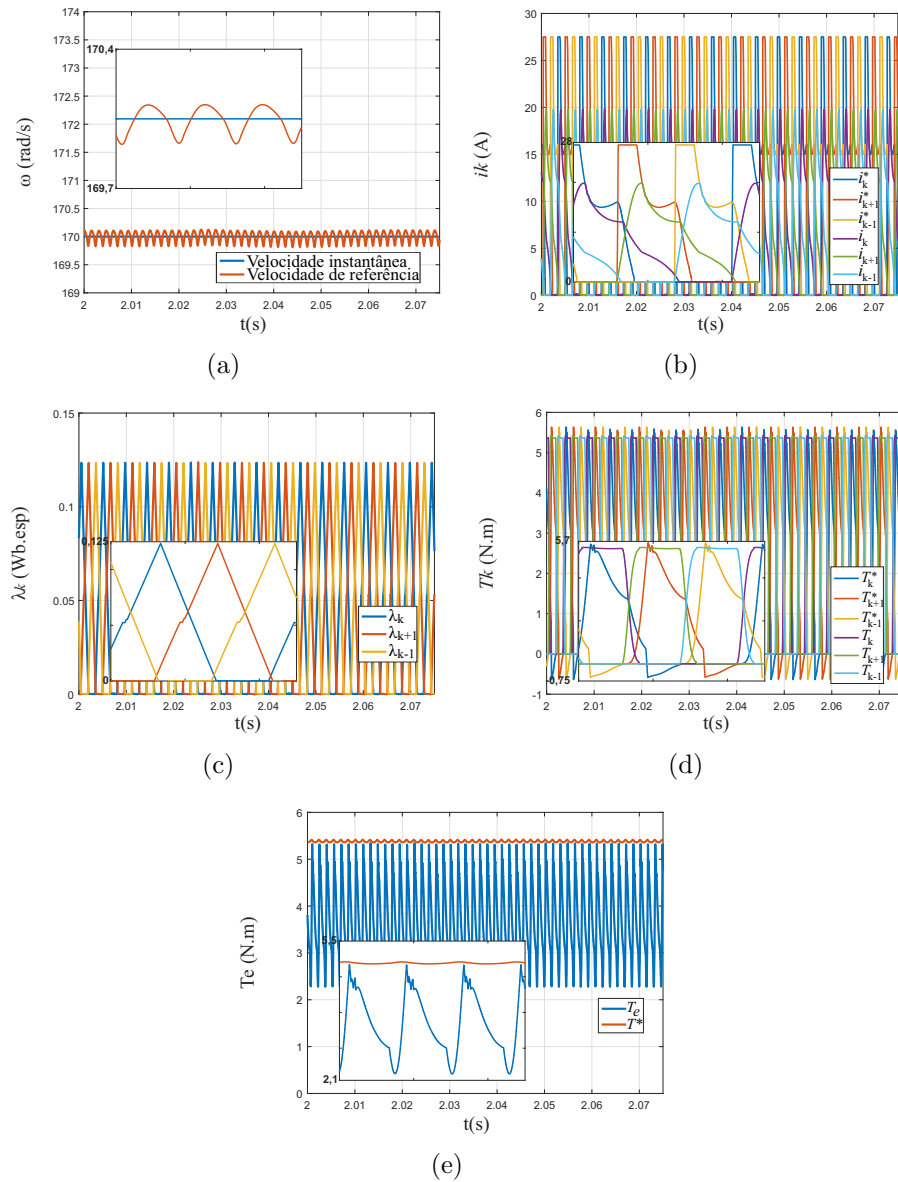 174
173.5
173
172.5
172
171.5
171
170.5
170
169.5
169
170,4
169,7
ω (rad/s)
Velocidade instantânea
Velocidade de referência
2 2.01 2.02 2.03 2.04 2.05 2.06 2.07
t(s)
(a)
30
25
20
15
10
5
0
28
0
ik (A)
i*k
i*k+1
i*k-1
ik
ik+1
ik-1
2 2.01 2.02 2.03 2.04 2.05 2.06 2.07
t(s)
(b)
0.15
0.1
0.05
0
0,125
0
λk (Wb.esp)
λk
λk+1
λk-1
2 2.01 2.02 2.03 2.04 2.05 2.06 2.07
t(s)
(c)
6
5
4
3
2
1
0
-1
5,7
-0,75
Tk (N.m)
T*k
T*k+1
T*k-1
Tk
Tk+1
Tk-1
2 2.01 2.02 2.03 2.04 2.05 2.06 2.07
t(s)
(d)
6
5
4
3
2
1
0
5,5
2,1
Te (N.m)
Te
T*
2 2.01 2.02 2.03 2.04 2.05 2.06 2.07
t(s)
(e)